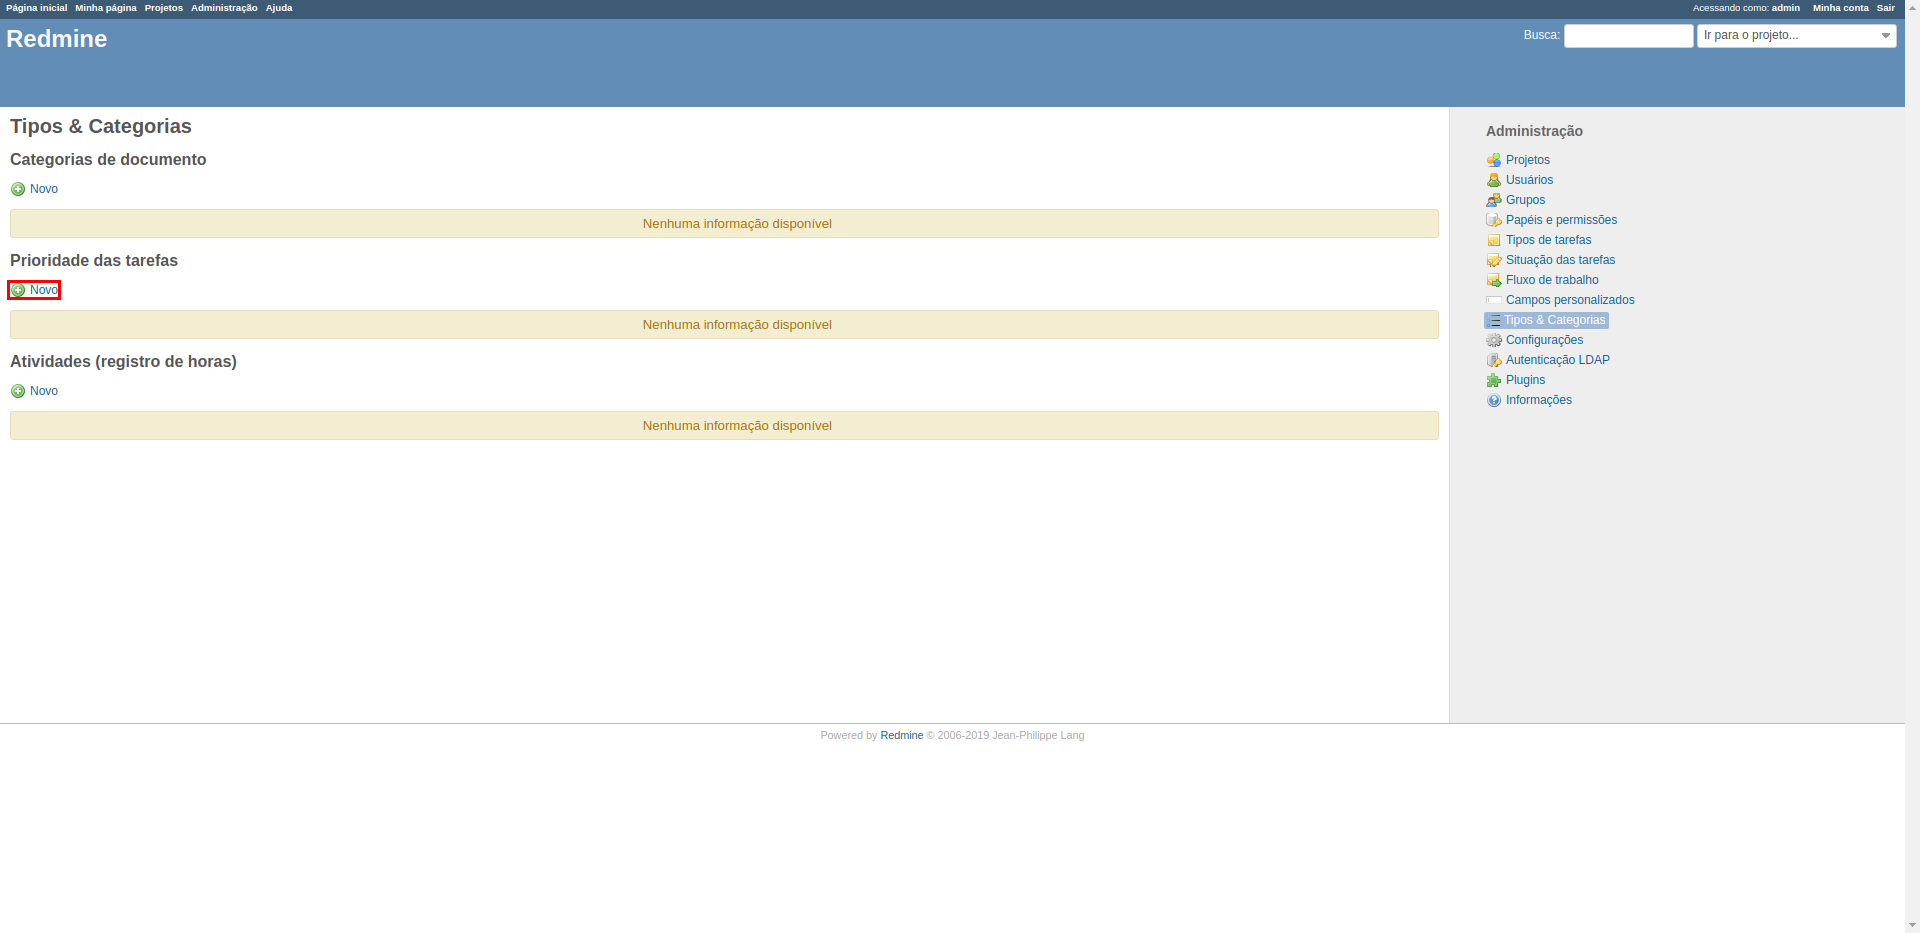 Página inicial Minha página Projetos Administração Ajuda
Acessando como: admin Minha conta Sair
Redmine
Busca: Ir para o projeto...
Tipos & Categorias
Categorias de documento
Novo
Nenhuma informação disponível
Prioridade das tarefas
Novo
Nenhuma informação disponível
Atividades (registro de horas)
Novo
Nenhuma informação disponível
Administração
Projetos
Usuários
Grupos
Papéis e permissões
Tipos de tarefas
Situação das tarefas
Fluxo de trabalho
Campos personalizados
Tipos & Categorias
Configurações
Autenticação LDAP
Plugins
Informações
Powered by Redmine © 2006-2019 Jean-Philippe Lang